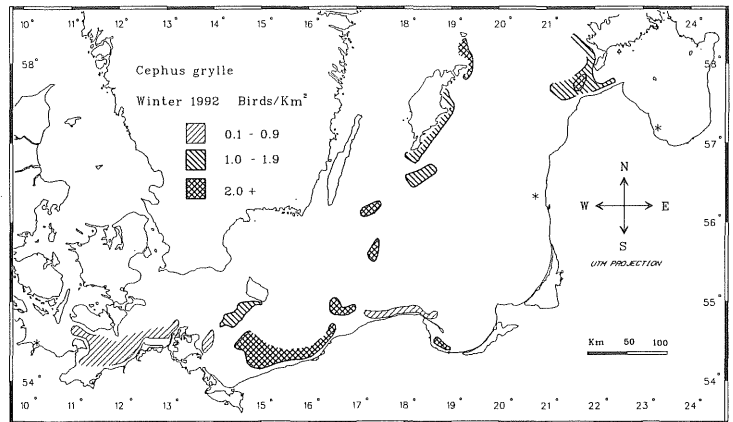 10° 11° 12° 13° 14° 15° 16° 17° 18° 19° 20° 21° 22° 23° 24°
58° 58°
Cephus grylle
Winter 1992 Birds/Km²
0.1 - 0.9
1.0 - 1.9
2.0 +
57° 57°
N
W E
S
56° 56°
UTM PROJECTION
55° 55°
Km 50 100
54° 54°
10° 11° 12° 13° 15° 16° 17° 18° 19° 20° 21° 22° 23° 24°